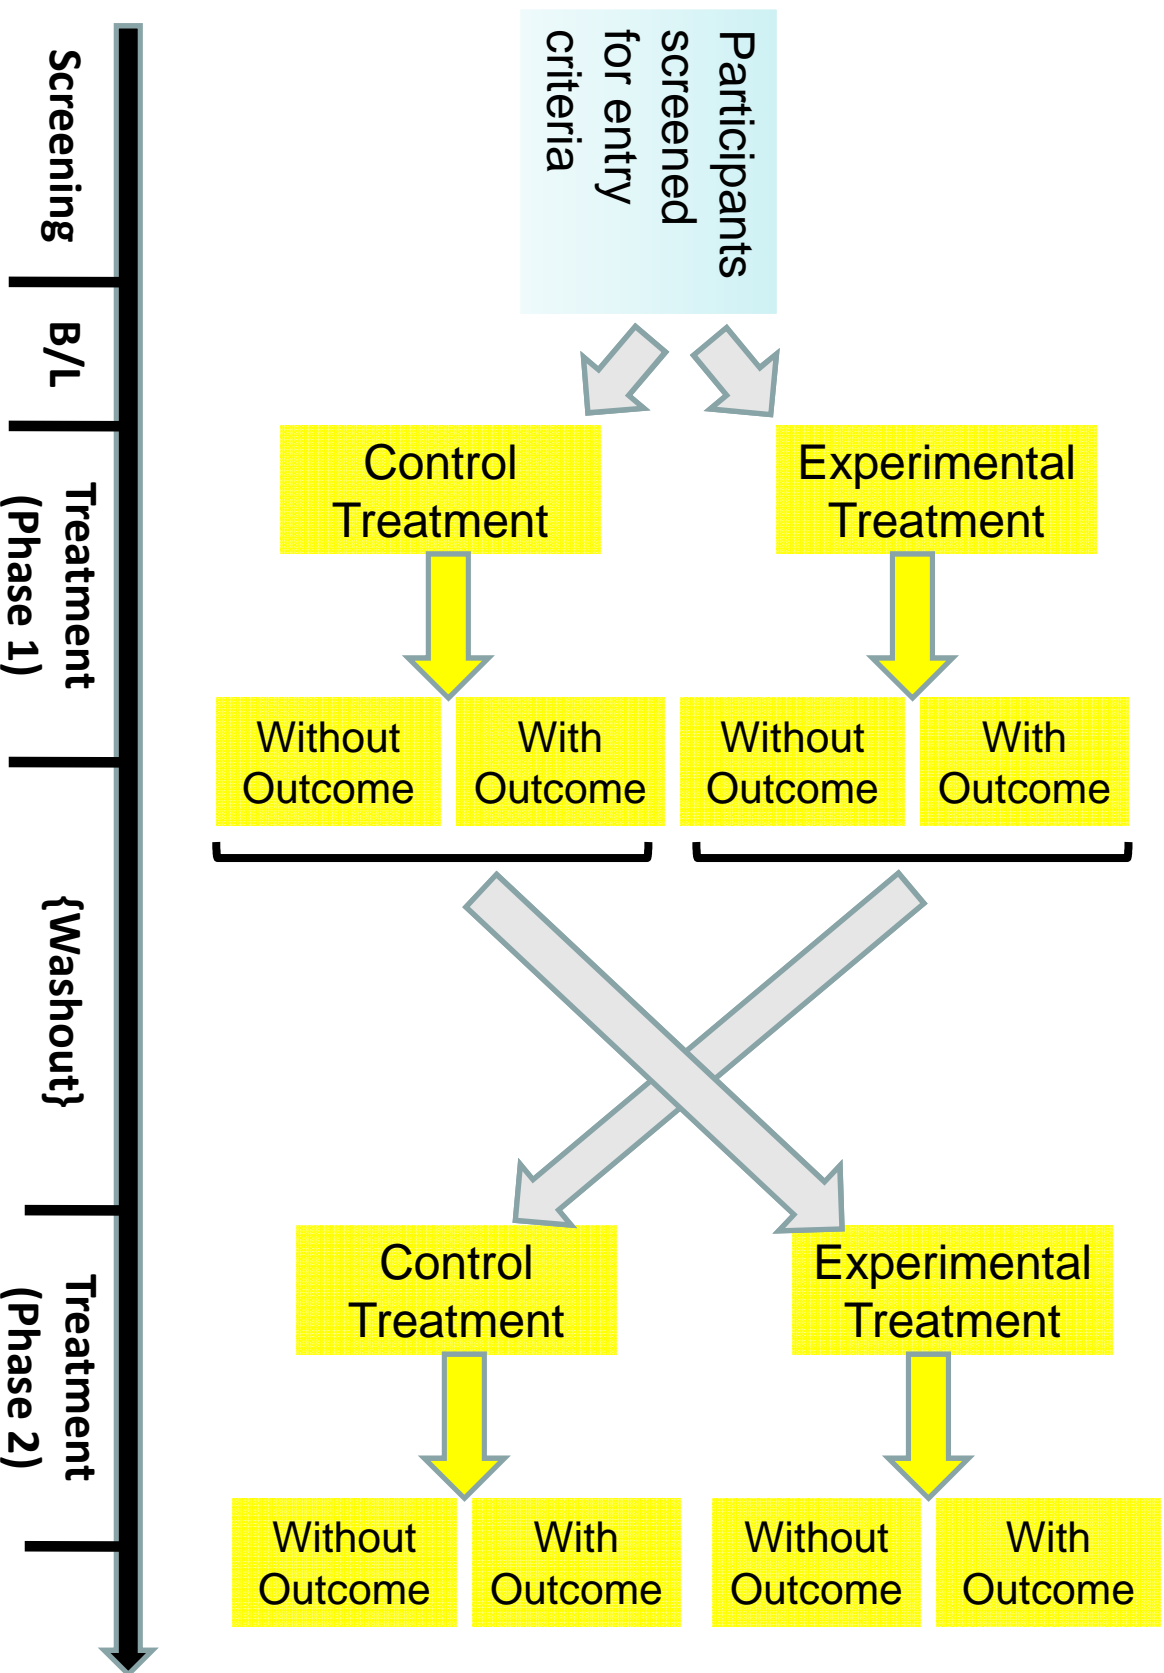 Participants
screened
for entry
criteria
Control
Treatment
Experimental
Treatment
Without
Outcome
With
Outcome
Without
Outcome
With
Outcome
Control
Treatment
Experimental
Treatment
Without
Outcome
With
Outcome
Without
Outcome
With
Outcome
Screening
B/L
Treatment
(Phase 1)
{Washout}
Treatment
(Phase 2)